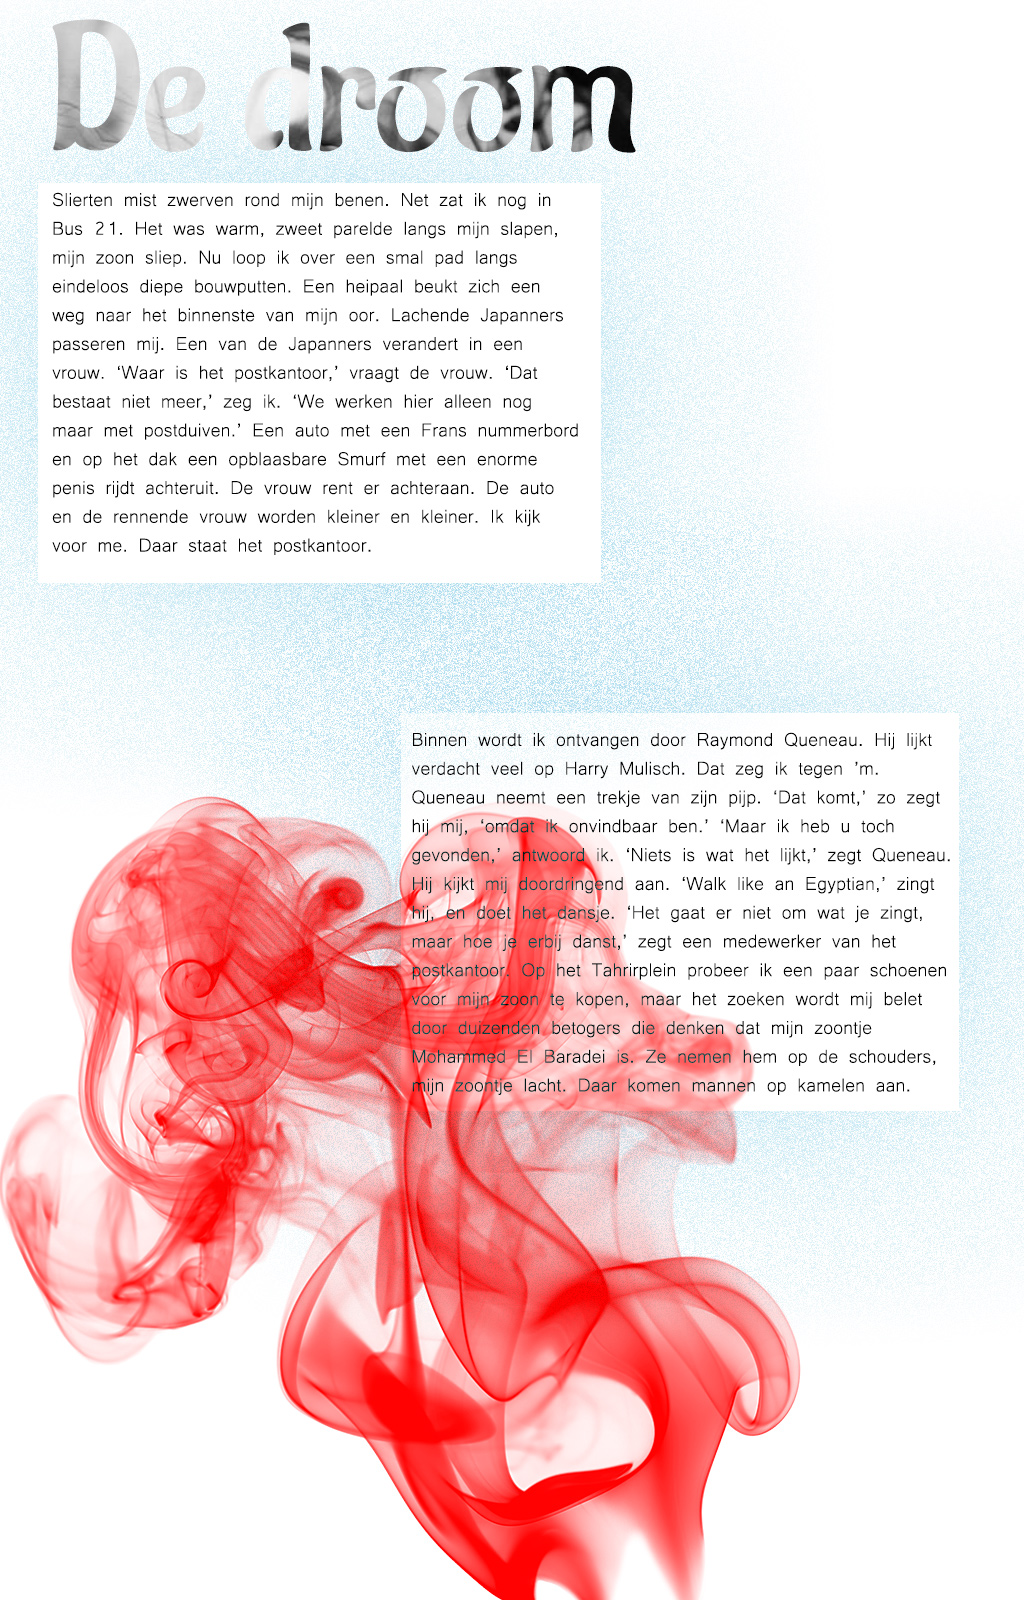 De droom
Slierten mist zwerven rond mijn benen. Net zat ik nog in
Bus 21. Het was warm, zweet parelde langs mijn slapen,
mijn zoon sliep. Nu loop ik over een smal pad langs
eindeloos diepe bouwputten. Een heipaal beukt zich een
weg naar het binnenste van mijn oor. Lachende Japanners
passeren mij. Een van de Japanners verandert in een
vrouw. ‘Waar is het postkantoor,’ vraagt de vrouw. ‘Dat
bestaat niet meer,’ zeg ik. ‘We werken hier alleen nog
maar met postduiven.’ Een auto met een Frans nummerbord
en op het dak een opblaasbare Smurf met een enorme
penis rijdt achteruit. De vrouw rent er achteraan. De auto
en de rennende vrouw worden kleiner en kleiner. Ik kijk
voor me. Daar staat het postkantoor.
Binnen wordt ik ontvangen door Raymond Queneau. Hij lijkt
verdacht veel op Harry Mulisch. Dat zeg ik tegen ’m.
Queneau neemt een trekje van zijn pijp. ‘Dat komt,’ zo zegt
hij mij, ‘omdat ik onvindbaar ben.’ ‘Maar ik heb u toch
gevonden,’ antwoord ik. ‘Niets is wat het lijkt,’ zegt Queneau.
Hij kijkt mij doordringend aan. ‘Walk like an Egyptian,’ zingt
hij, en doet het dansje. ‘Het gaat er niet om wat je zingt,
maar hoe je erbij danst,’ zegt een medewerker van het
postkantoor. Op het Tahrirplein probeer ik een paar schoenen
voor mijn zoon te kopen, maar het zoeken wordt mij belet
door duizenden betogers die denken dat mijn zoontje
Mohammed El Baradei is. Ze nemen hem op de schouders,
mijn zoontje lacht. Daar komen mannen op kamelen aan.